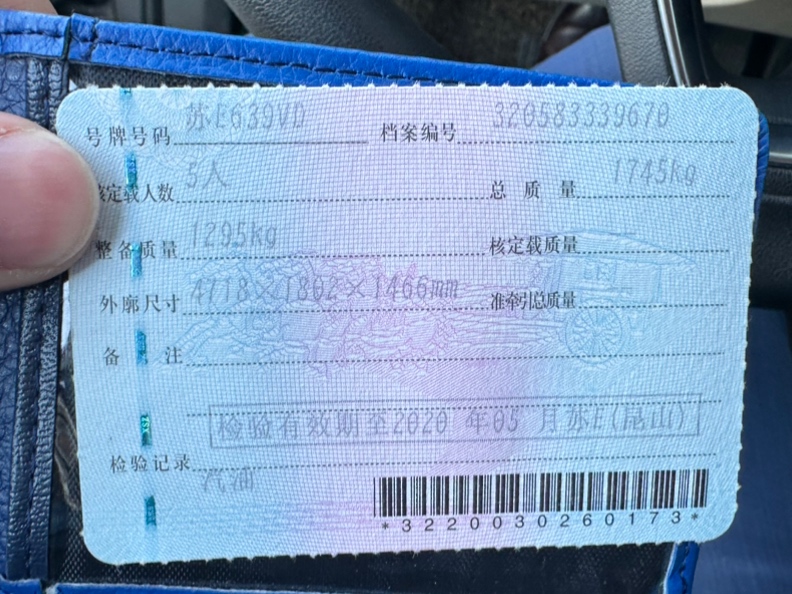 号牌号码 苏E639VD 档案编号 320583339670
核定载人数 5人 总质量 1745kg
整备质量 1295kg 核定载质量
外廓尺寸 4718×1802×1466mm 准牵引总质量
备注
检验有效期至2020 年05 月苏E(昆山)
检验记录
汽油
*3220030260173*